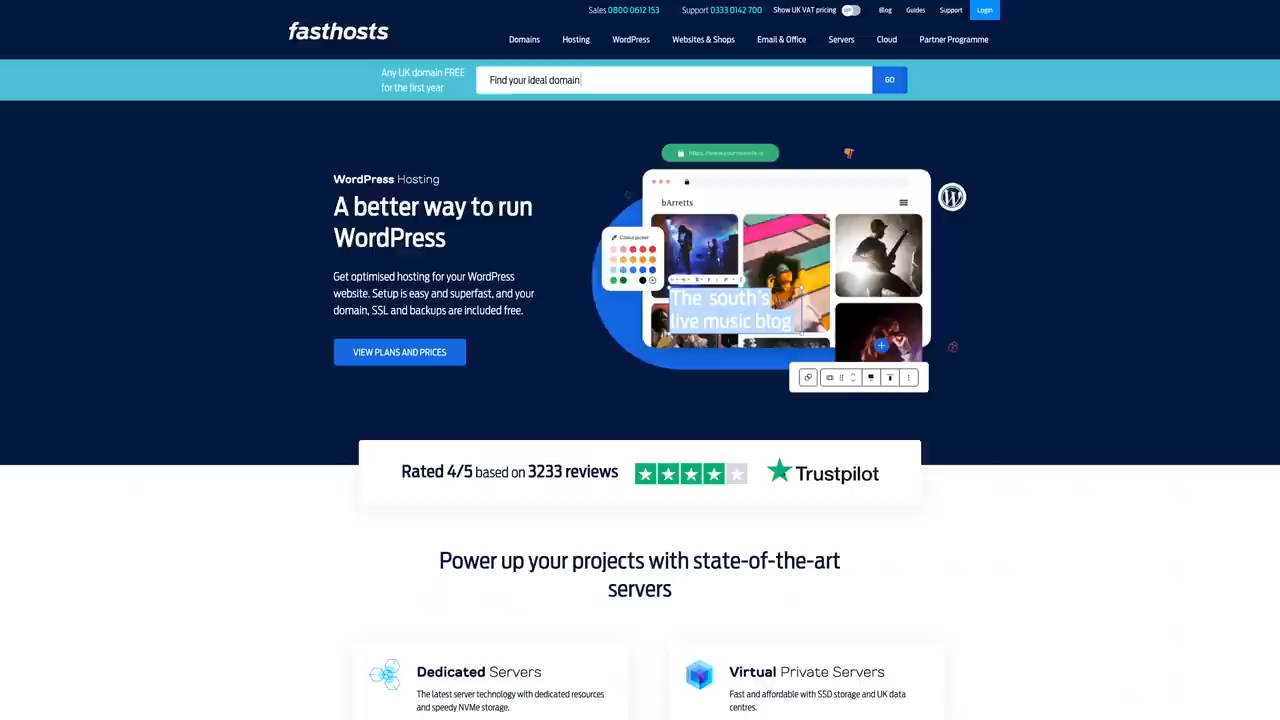 Sales 0800 0612 153
Support 0333 0142 700
Show UK VAT pricing
OFF
Blog
Guides
Support
Login
fasthosts
Domains
Hosting
WordPress
Websites & Shops
Email & Office
Servers
Cloud
Partner Programme
Any UK domain FREE
for the first year
Find your ideal domain
GO
WordPress Hosting
A better way to run
WordPress
Get optimised hosting for your WordPress
website. Setup is easy and superfast, and your
domain, SSL and backups are included free.
VIEW PLANS AND PRICES
bArretts
Colour picker
The south's
live music blog
Rated 4/5 based on 3233 reviews
Trustpilot
Power up your projects with state-of-the-art
servers
Dedicated Servers
The latest server technology with dedicated resources
and speedy NVMe storage.
Virtual Private Servers
Fast and affordable with SSD storage and UK data
centres.